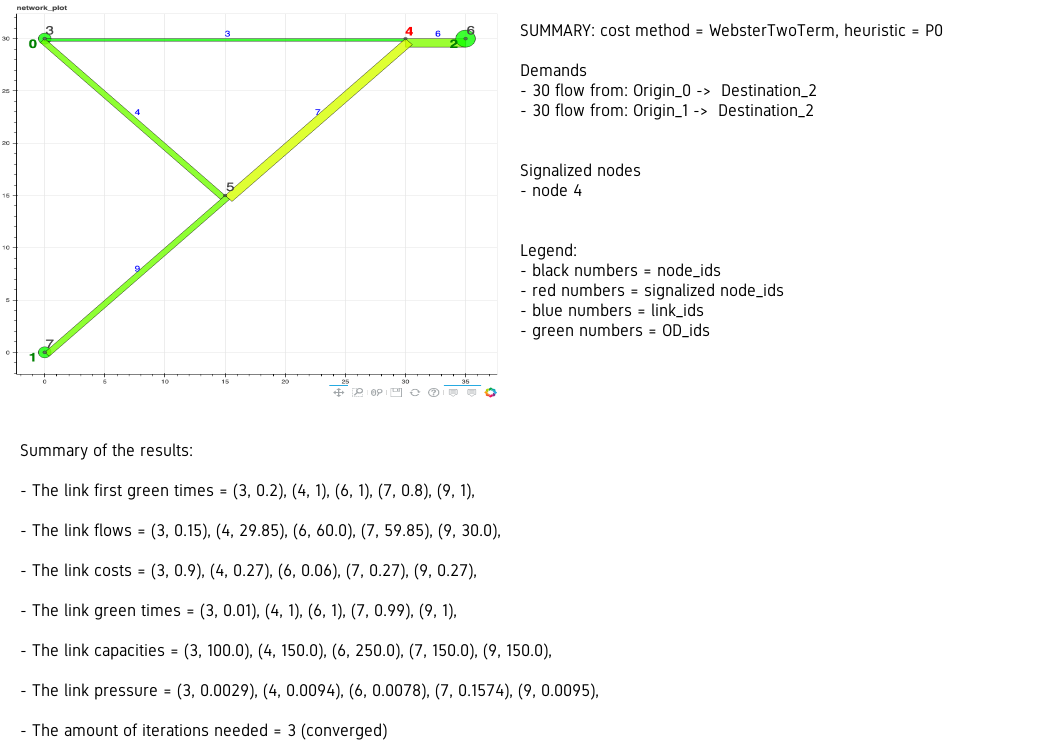 network_plot
SUMMARY: cost method = WebsterTwoTerm, heuristic = P0
Demands
- 30 flow from: Origin_0 -> Destination_2
- 30 flow from: Origin_1 -> Destination_2
Signalized nodes
- node 4
Legend:
- black numbers = node_ids
- red numbers = signalized node_ids
- blue numbers = link_ids
- green numbers = OD_ids
30
25
20
15
10
5
0
0
5
10
15
20
25
30
35
3
0
3
4
6
6
2
4
7
5
9
7
1
Summary of the results:
- The link first green times = (3, 0.2), (4, 1), (6, 1), (7, 0.8), (9, 1),
- The link flows = (3, 0.15), (4, 29.85), (6, 60.0), (7, 59.85), (9, 30.0),
- The link costs = (3, 0.9), (4, 0.27), (6, 0.06), (7, 0.27), (9, 0.27),
- The link green times = (3, 0.01), (4, 1), (6, 1), (7, 0.99), (9, 1),
- The link capacities = (3, 100.0), (4, 150.0), (6, 250.0), (7, 150.0), (9, 150.0),
- The link pressure = (3, 0.0029), (4, 0.0094), (6, 0.0078), (7, 0.1574), (9, 0.0095),
- The amount of iterations needed = 3 (converged)